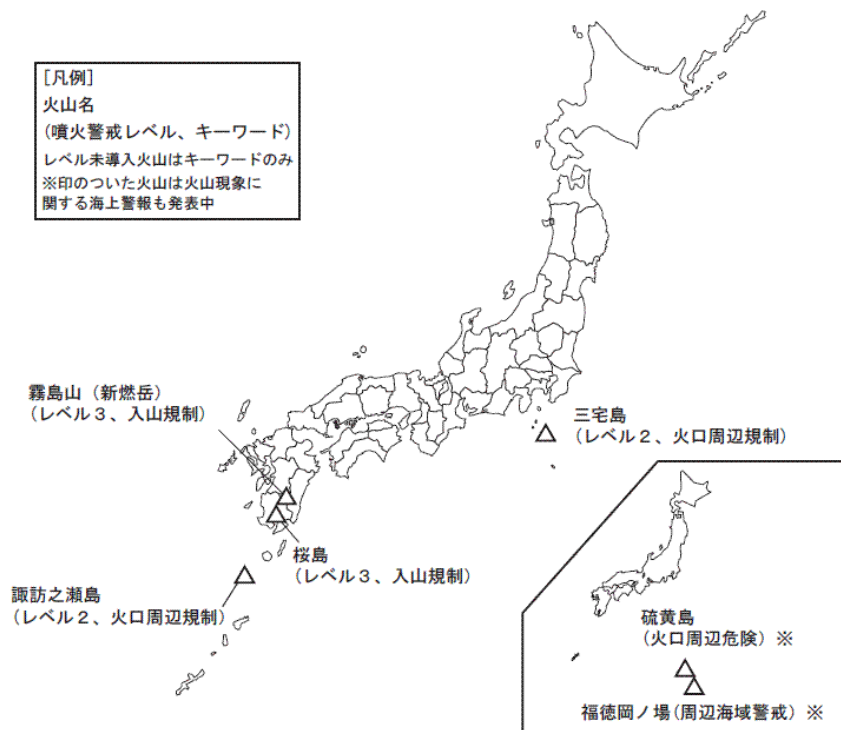 [凡例]
火山名
(噴火警戒レベル、キーワード)
レベル未導入火山はキーワードのみ
※印のついた火山は火山現象に
関する海上警報も発表中
霧島山（新燃岳）
（レベル３、入山規制）
三宅島
（レベル２、火口周辺規制）
桜島
（レベル３、入山規制）
諏訪之瀬島
（レベル２、火口周辺規制）
硫黄島
（火口周辺危険）※
福徳岡ノ場(周辺海域警戒）※